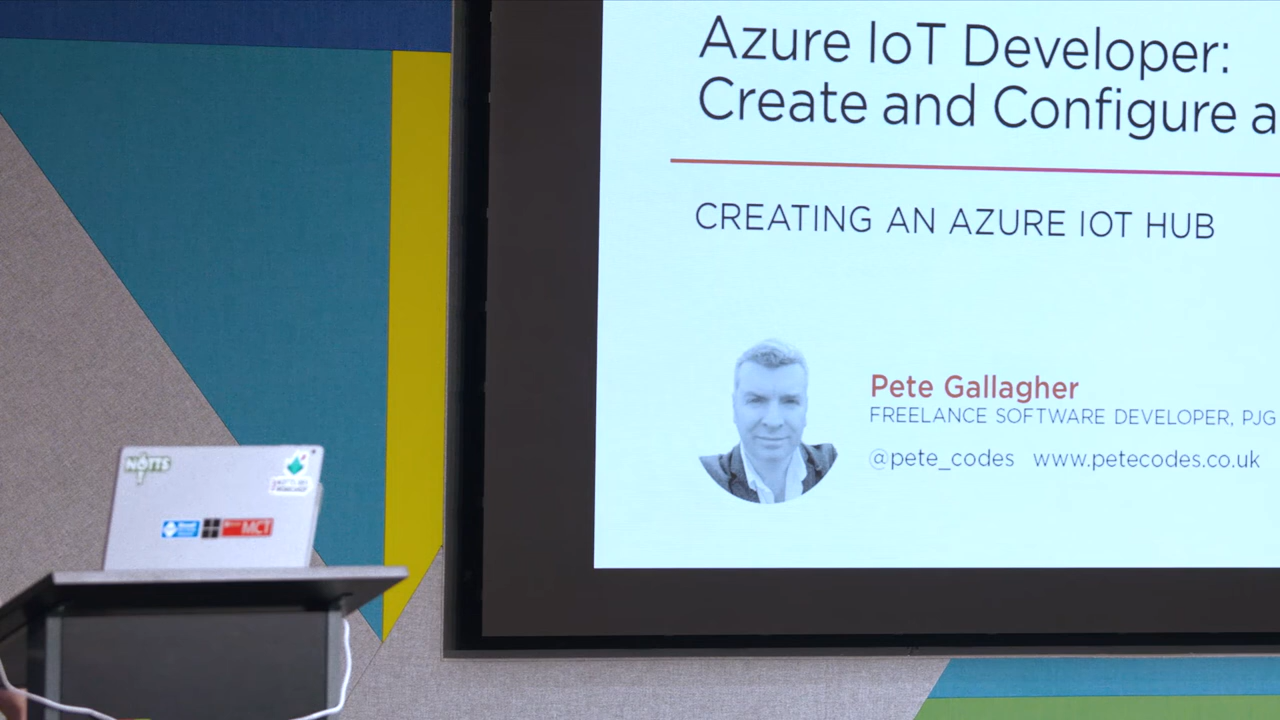 Azure IoT Developer:
Create and Configure a
CREATING AN AZURE IOT HUB
Pete Gallagher
FREELANCE SOFTWARE DEVELOPER, PJG
@pete_codes www.petecodes.co.uk
NOTTS
MCT